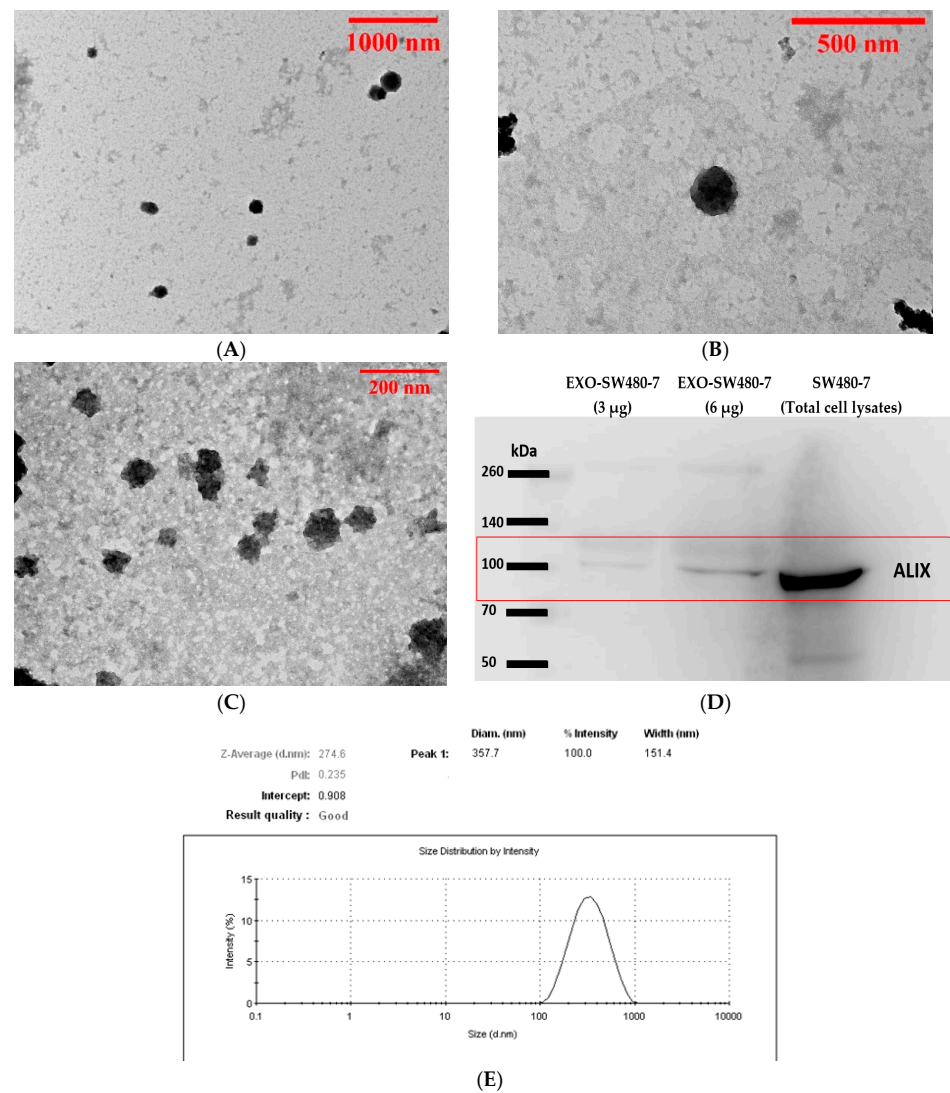 1000 nm
500 nm
(A)
(B)
200 nm
EXO-SW480-7 EXO-SW480-7 SW480-7
(3 µg) (6 µg) (Total cell lysates)
kDa
260
140
100
ALIX
70
50
(C)
(D)
Diam. (nm) % Intensity Width (nm)
Z-Average (d.nm): 274.6 Peak 1: 357.7 100.0 151.4
PdI: 0.235
Intercept: 0.908
Result quality : Good
Size Distribution by Intensity
15
10
5
0
Intensity (%)
0.1 1 10 100 1000 10000
Size (d.nm)
(E)